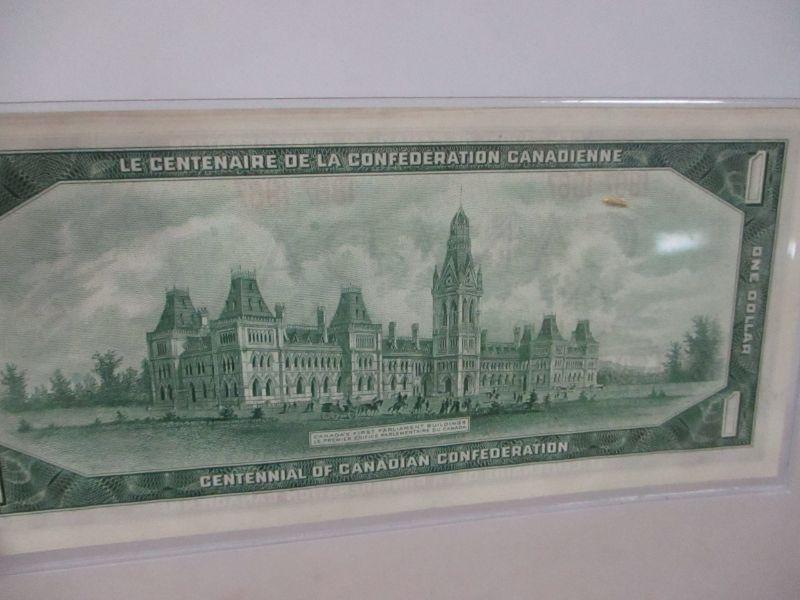 LE CENTENAIRE DE LA CONFÉDÉRATION CANADIENNE
1
ONE DOLLAR
1
CANADA'S FIRST PARLIAMENT BUILDINGS
LE PREMIER ÉDIFICE PARLEMENTAIRE DU CANADA
CENTENNIAL OF CANADIAN CONFEDERATION